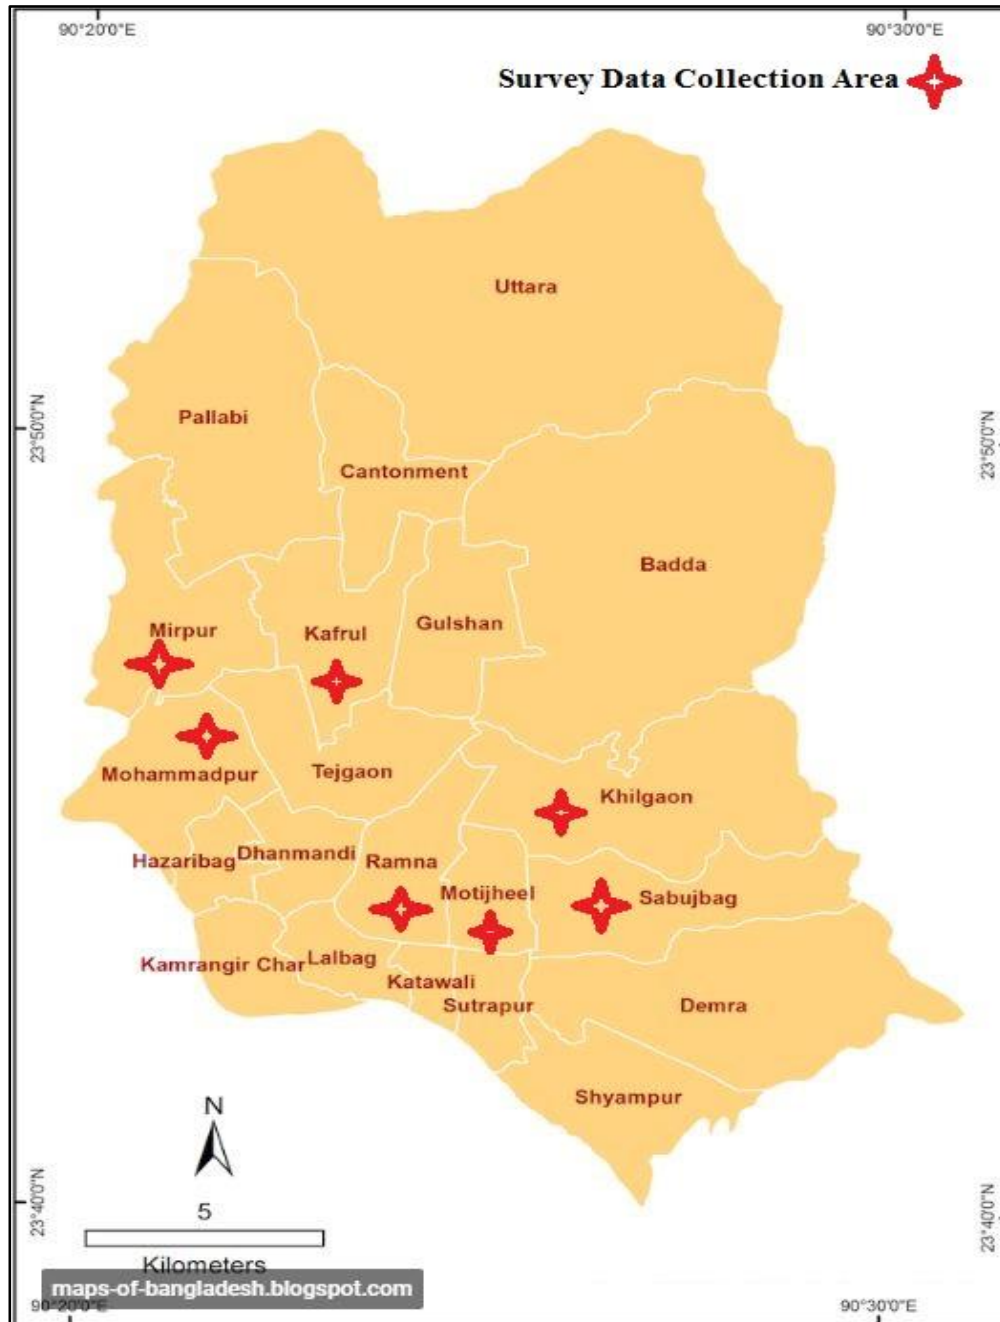 90°20'0"E
90°30'0"E
Survey Data Collection Area
Uttara
Pallabi
23°50'0"N
23°50'0"N
Cantonment
Badda
Mirpur
Kafrul
Gulshan
Mohammadpur
Tejgaon
Khilgaon
Hazaribag
Dhanmandi
Ramna
Motijheel
Sabujbag
Kamrangir Char
Lalbag
Katawali
Sutrapur
Demra
Shyampur
N
23°40'0"N
23°40'0"N
5
Kilometers
maps-of-bangladesh.blogspot.com
90°20'0"E
90°30'0"E